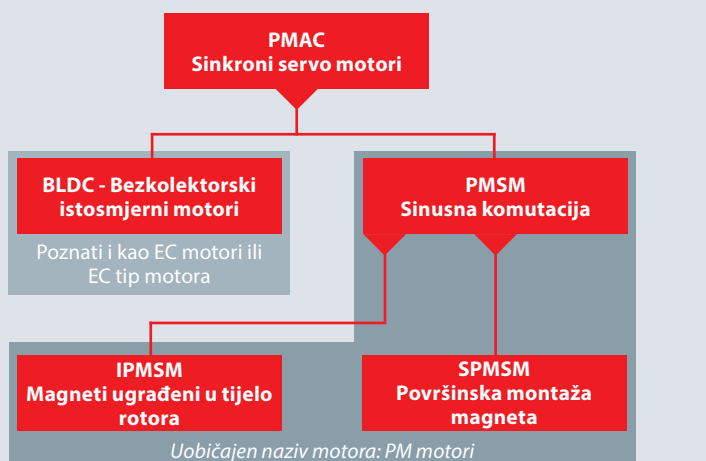 PMAC
Sinkroni servo motori
BLDC - Bezkolektorski
istosmjerni motori
Poznati i kao EC motori ili
EC tip motora
PMSM
Sinusna komutacija
IPMSM
Magneti ugrađeni u tijelo
rotora
SPMSM
Površinska montaža
magneta
Uobičajen naziv motora: PM motori